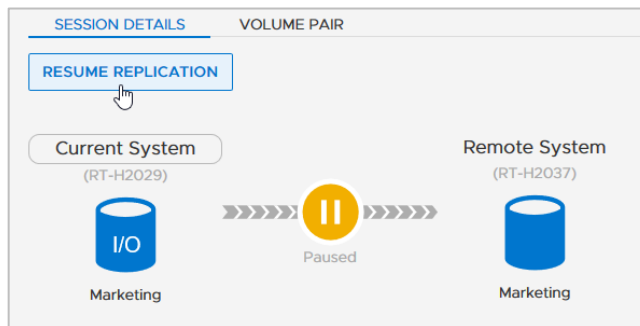 SESSION DETAILS VOLUME PAIR
RESUME REPLICATION
Current System Remote System
(RT-H2029) (RT-H2037)
I/O
Paused
Marketing Marketing